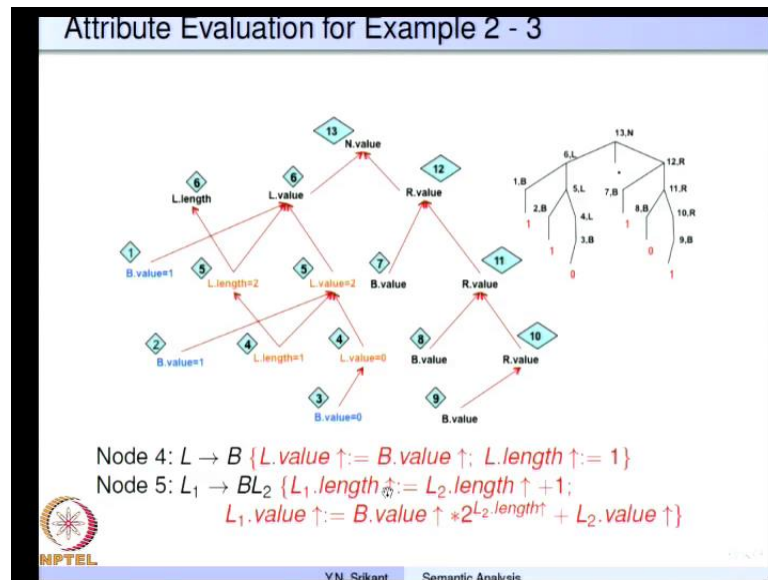 Attribute Evaluation for Example 2 - 3
13
N.value
6
L.length
6
L.value
12
R.value
1
B.value=1
5
L.length=2
5
L.value=2
7
B.value
11
R.value
2
B.value=1
4
L.length=1
4
L.value=0
8
B.value
10
R.value
3
B.value=0
9
B.value
13,N
6,L
.
12,R
1,B
5,L
7,B
11,R
1
2,B
4,L
1
8,B
10,R
1
3,B
0
9,B
0
1
Node 4: L → B {L.value ↑:= B.value ↑; L.length ↑:= 1}
Node 5: L₁ → BL₂ {L₁.length ↑:= L₂.length ↑ +1;
L₁.value ↑:= B.value ↑ *2^{L₂.length↑} + L₂.value ↑}
NPTEL
Y.N. Srikant Semantic Analysis